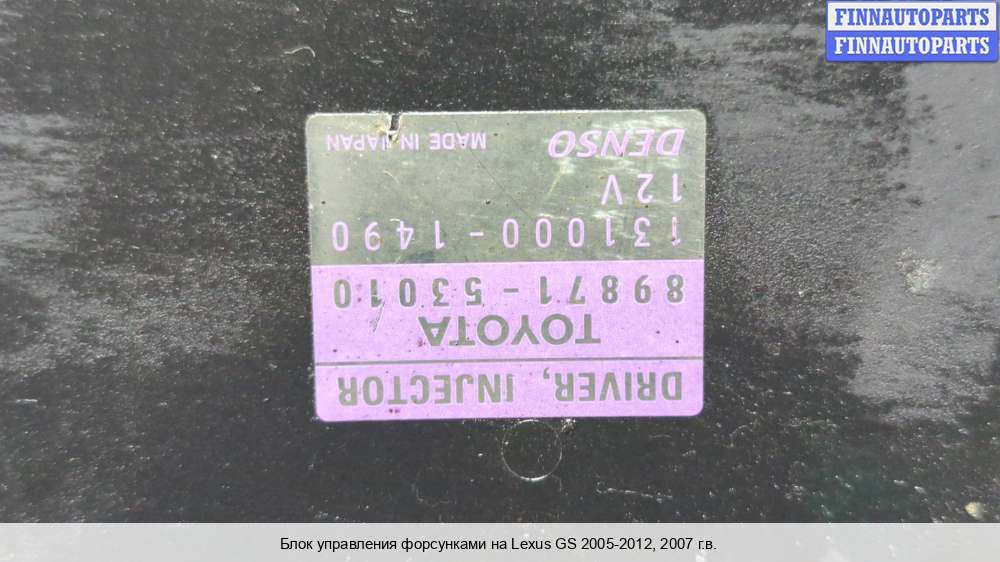 FINNAUTOPARTS
FINNAUTOPARTS
DRIVER, INJECTOR
TOYOTA
89871-53010
131000-1490
12V
DENSO MADE IN JAPAN
Блок управления форсунками на Lexus GS 2005-2012, 2007 г.в.